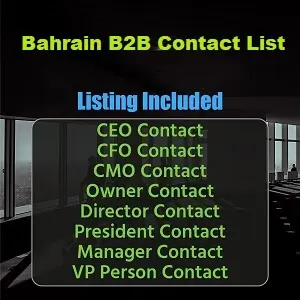 Bahrain B2B Contact List
Listing Included
CEO Contact
CFO Contact
CMO Contact
Owner Contact
Director Contact
President Contact
Manager Contact
VP Person Contact